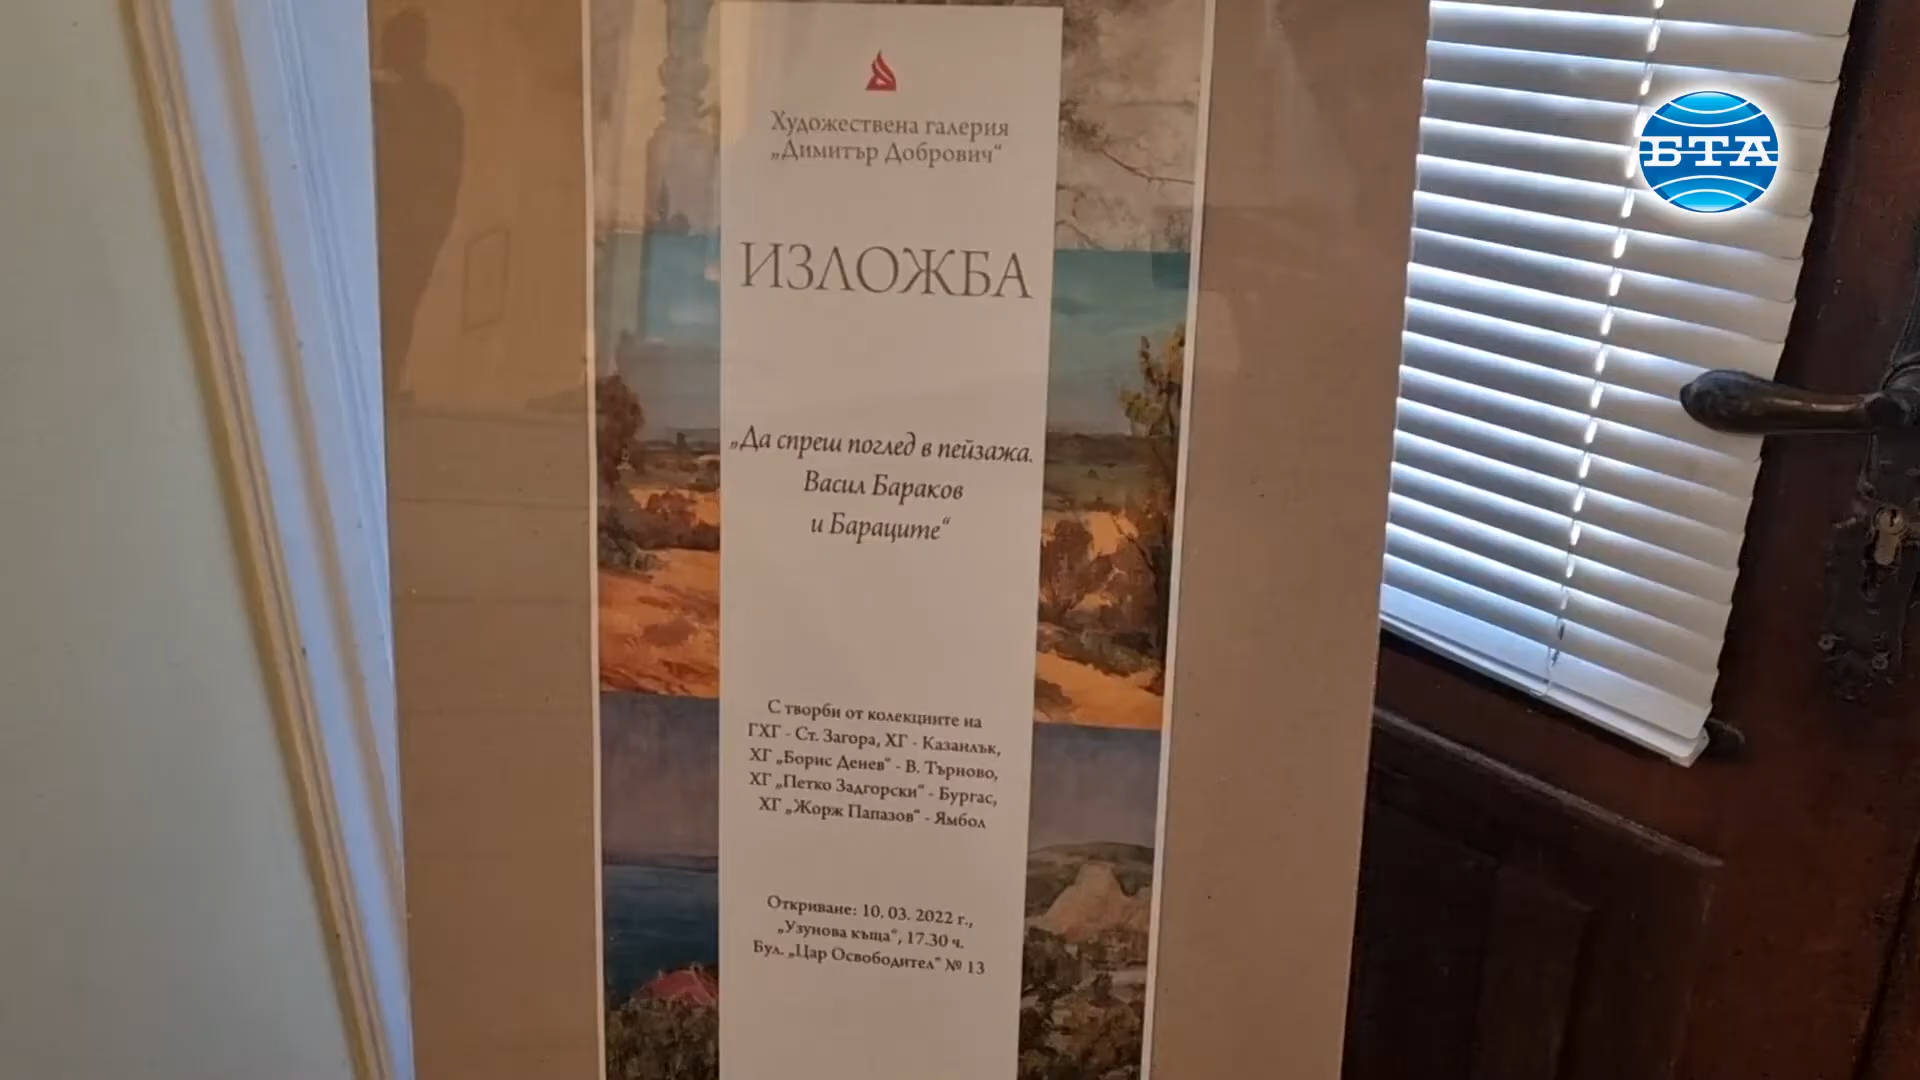 Художествена галерия
„Димитър Добрович“
ИЗЛОЖБА
„Да спреш поглед в пейзажа.
Васил Бараков
и Бараците“
С творби от колекциите на
ГХГ - Ст. Загора, ХГ - Казанлък,
ХГ „Борис Денев“ - В. Търново,
ХГ „Петко Задгорски“ - Бургас,
ХГ „Жорж Папазов“ - Ямбол
Откриване: 10. 03. 2022 г.,
„Узунова къща“, 17.30 ч.
Бул. „Цар Освободител“ № 13
БТА